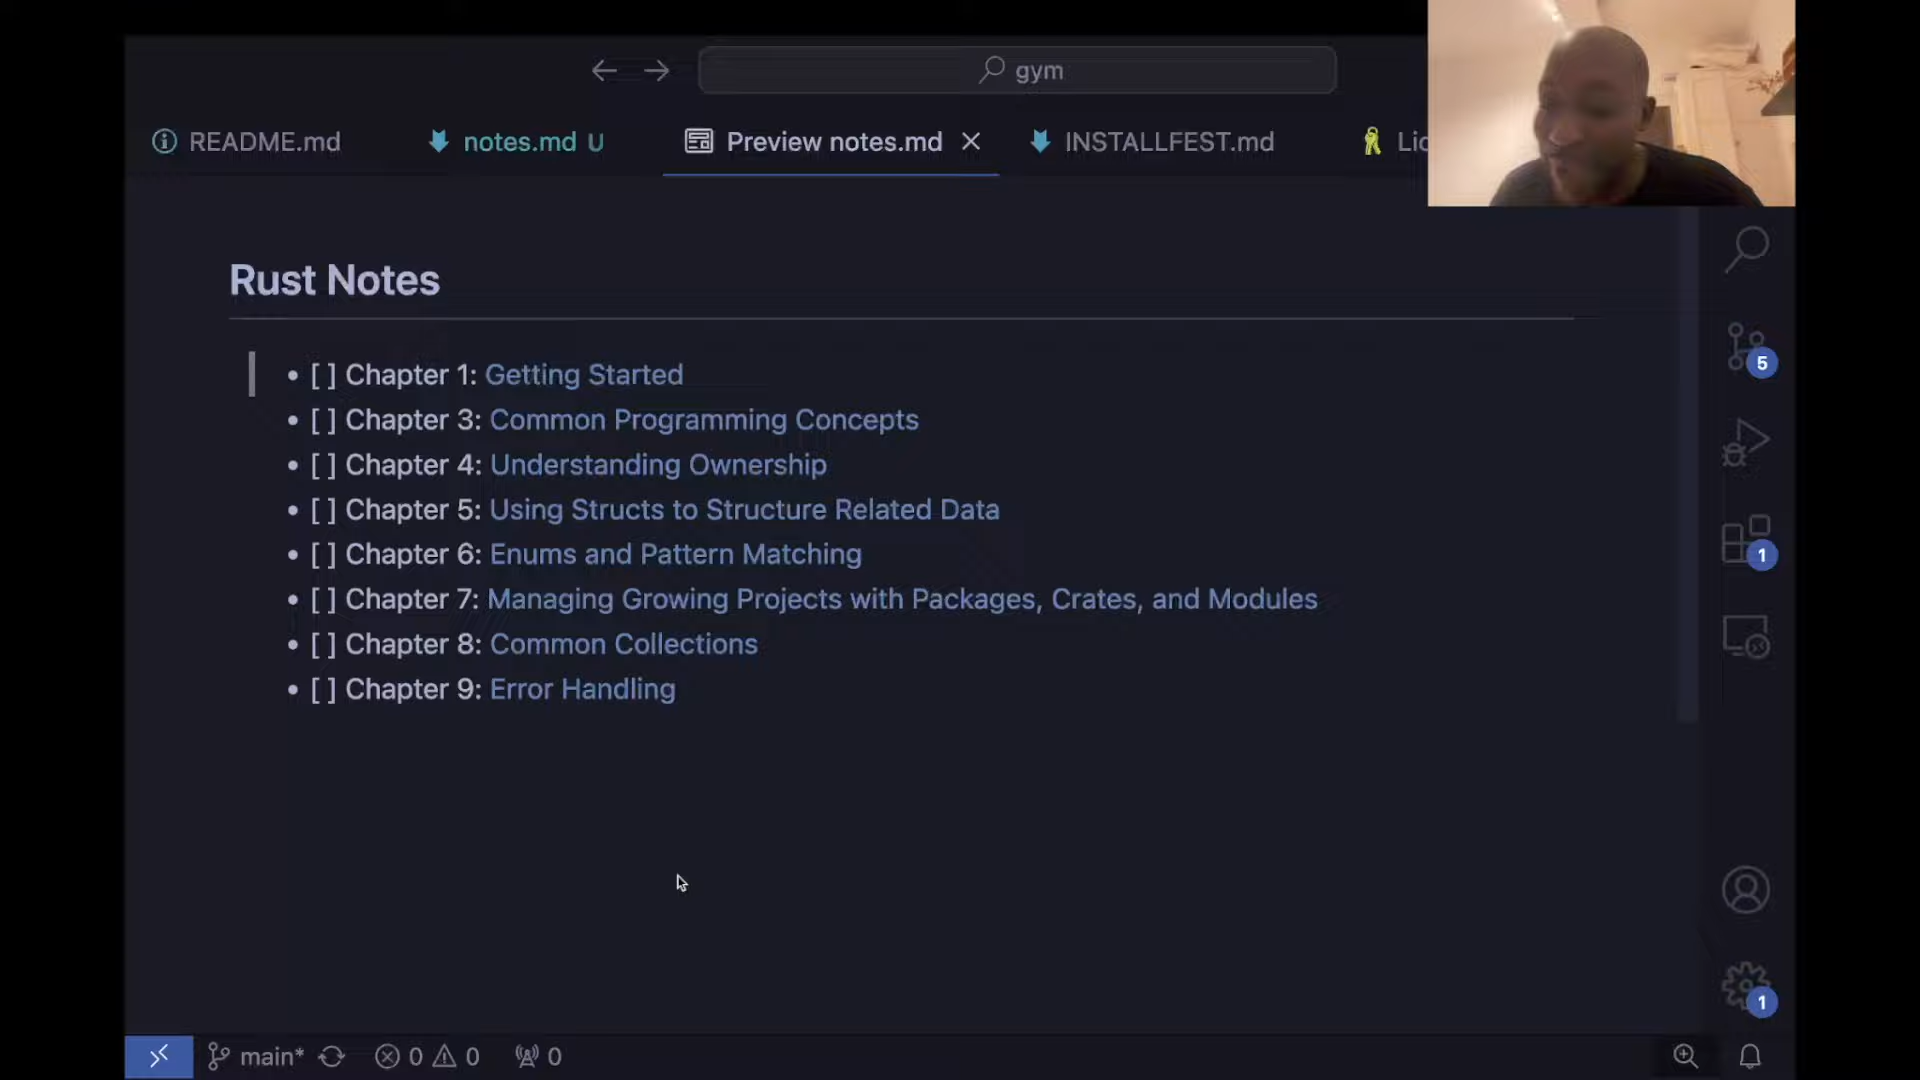 gym
README.md
notes.md U
Preview notes.md
INSTALLFEST.md
Rust Notes
• [ ] Chapter 1: Getting Started
• [ ] Chapter 3: Common Programming Concepts
• [ ] Chapter 4: Understanding Ownership
• [ ] Chapter 5: Using Structs to Structure Related Data
• [ ] Chapter 6: Enums and Pattern Matching
• [ ] Chapter 7: Managing Growing Projects with Packages, Crates, and Modules
• [ ] Chapter 8: Common Collections
• [ ] Chapter 9: Error Handling
5
1
1
main* 0 0 0